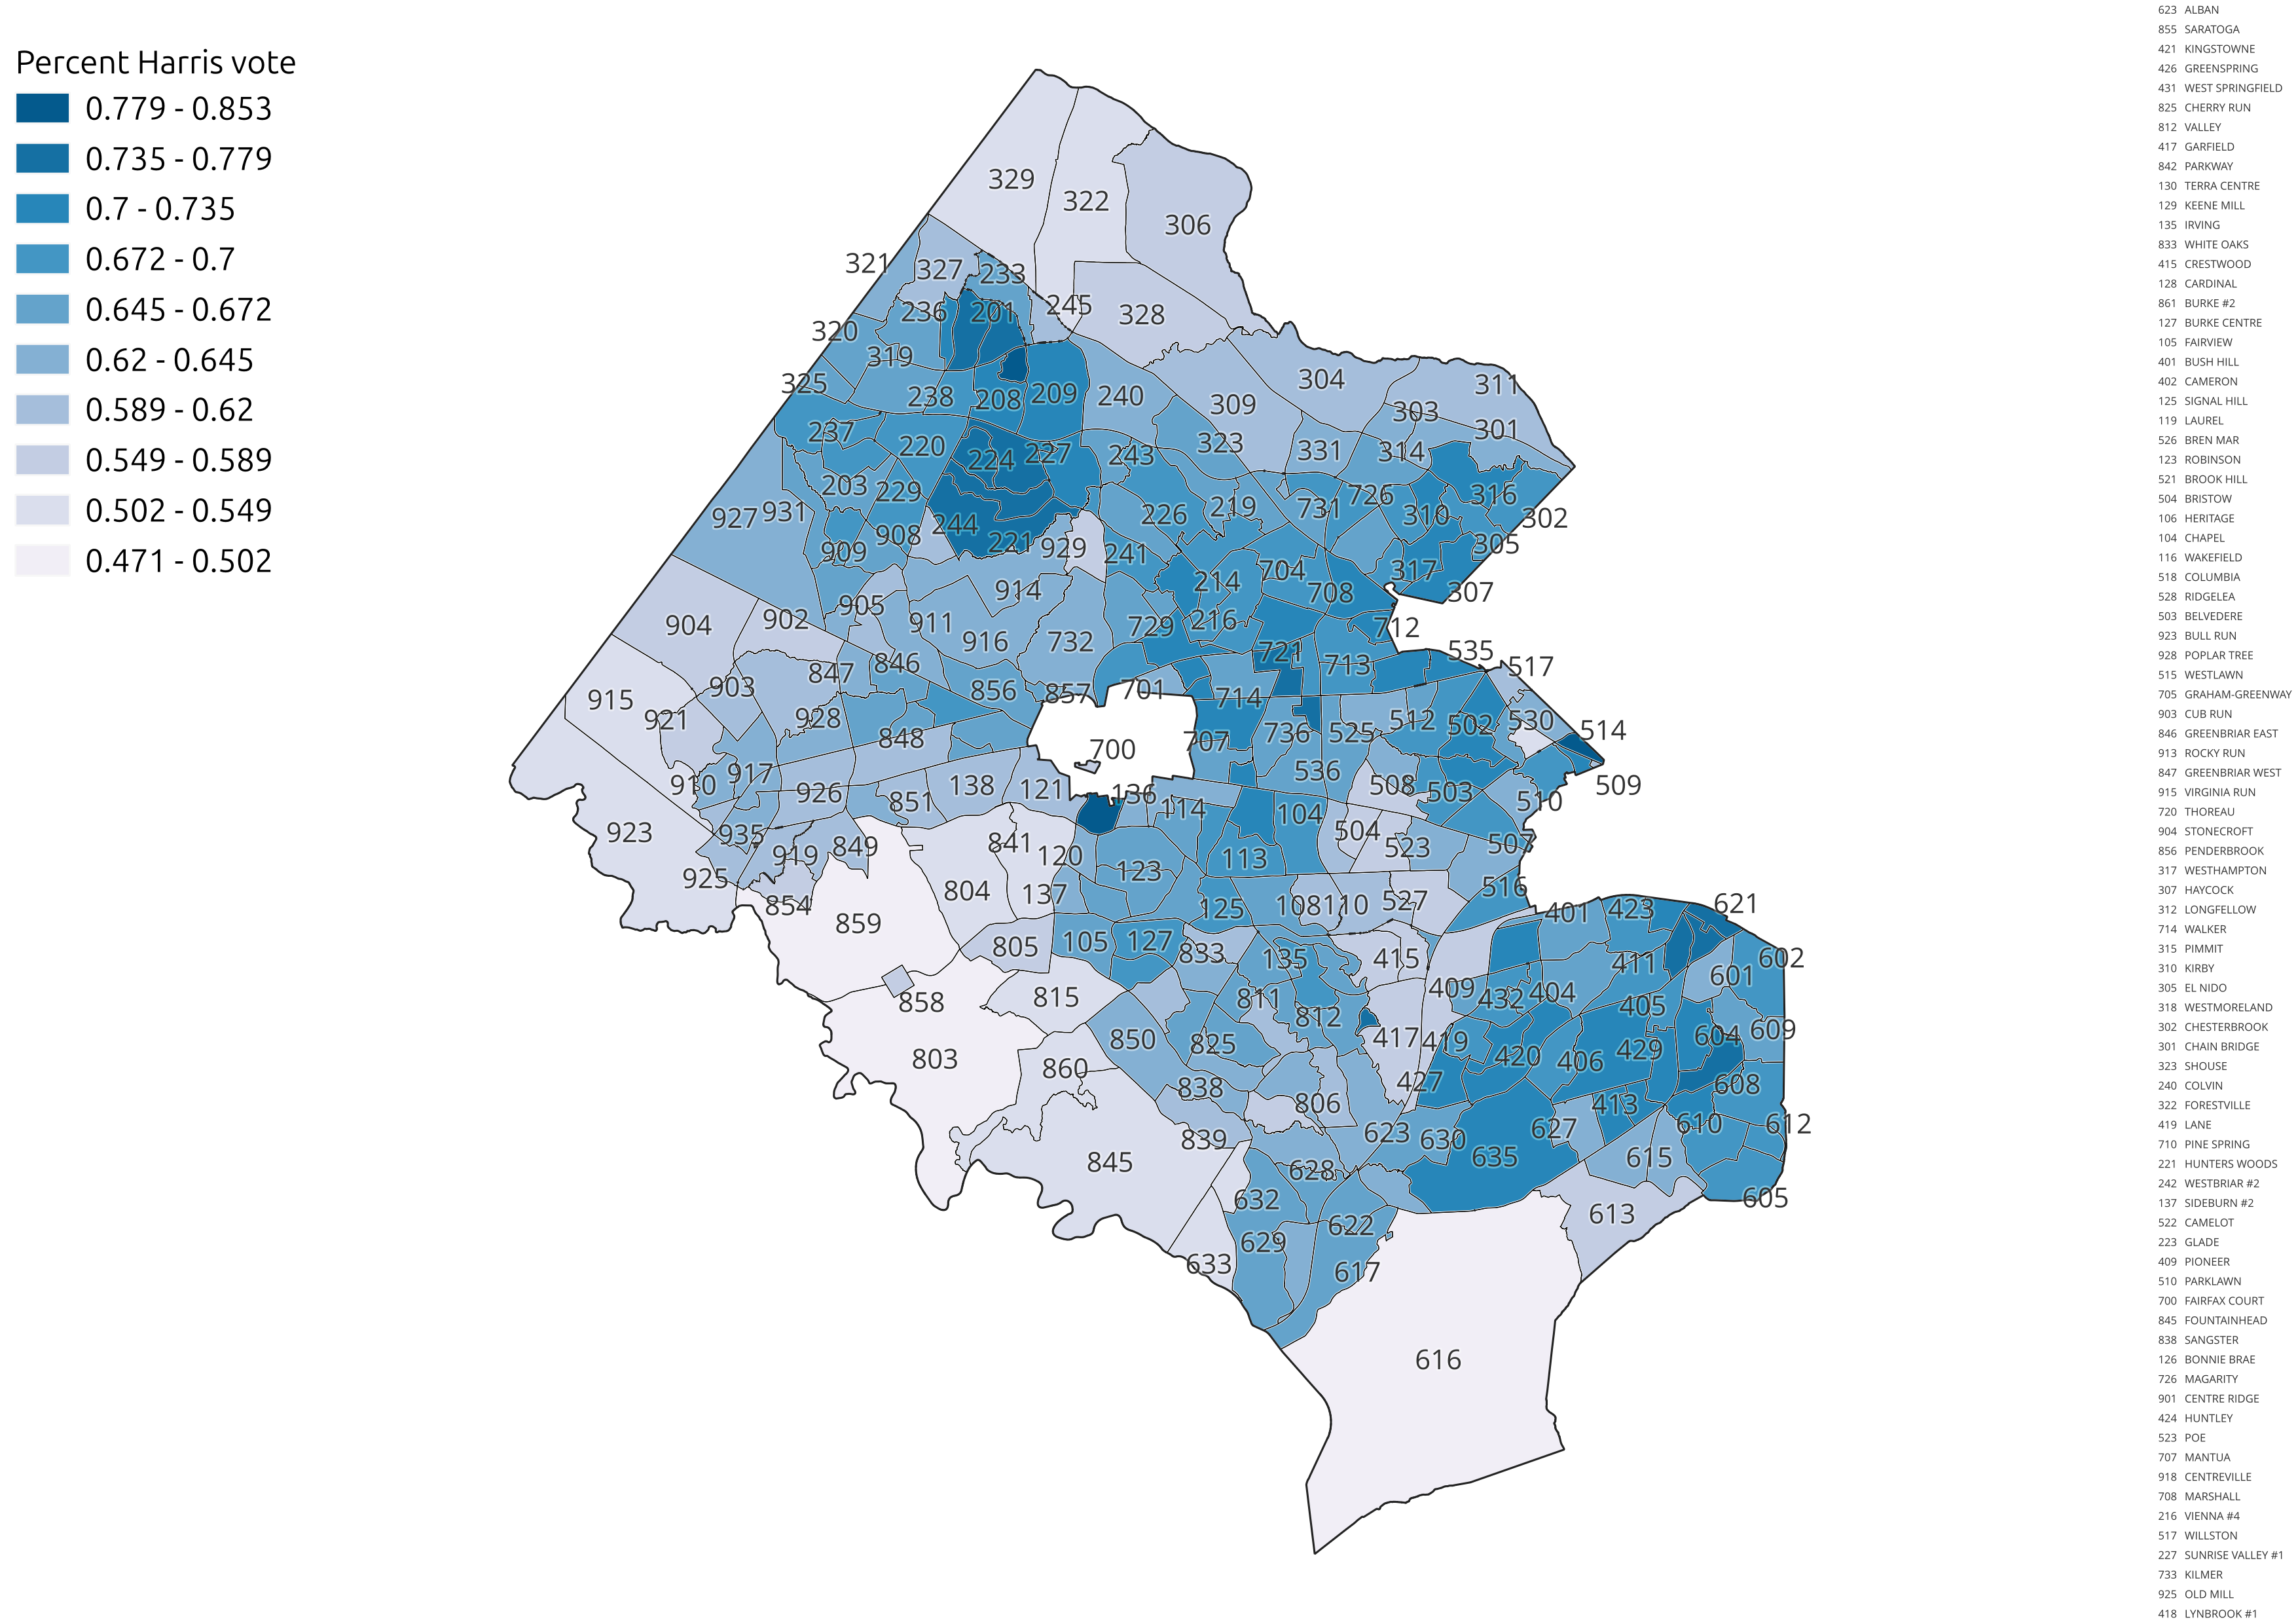 Percent Harris vote
0.779 - 0.853
0.735 - 0.779
0.7 - 0.735
0.672 - 0.7
0.645 - 0.672
0.62 - 0.645
0.589 - 0.62
0.549 - 0.589
0.502 - 0.549
0.471 - 0.502
329
322
306
321
327
233
245
328
236
201
320
319
325
238
208
209
240
309
304
311
303
301
237
220
224
227
243
323
331
314
203
229
226
219
731
726
310
316
302
927
931
244
908
909
221
929
241
305
914
214
704
708
317
307
904
902
905
911
916
732
729
216
712
721
713
535
517
847
846
915
903
856
857
701
714
921
928
848
700
707
736
525
512
502
530
514
910
917
926
851
138
121
136
114
536
508
503
510
509
104
504
923
935
919
849
841
120
123
113
523
507
925
854
859
804
137
125
108
110
527
516
401
423
621
805
105
127
833
135
415
411
601
602
858
815
811
812
409
432
404
405
803
850
825
417
419
420
406
429
604
609
860
838
806
427
413
608
610
612
839
623
630
627
845
628
635
615
632
622
613
605
629
633
617
616
623 ALBAN
855 SARATOGA
421 KINGSTOWNE
426 GREENSPRING
431 WEST SPRINGFIELD
825 CHERRY RUN
812 VALLEY
417 GARFIELD
842 PARKWAY
130 TERRA CENTRE
129 KEENE MILL
135 IRVING
833 WHITE OAKS
415 CRESTWOOD
128 CARDINAL
861 BURKE #2
127 BURKE CENTRE
105 FAIRVIEW
401 BUSH HILL
402 CAMERON
125 SIGNAL HILL
119 LAUREL
526 BREN MAR
123 ROBINSON
521 BROOK HILL
504 BRISTOW
106 HERITAGE
104 CHAPEL
116 WAKEFIELD
518 COLUMBIA
528 RIDGELEA
503 BELVEDERE
923 BULL RUN
928 POPLAR TREE
515 WESTLAWN
705 GRAHAM-GREENWAY
903 CUB RUN
846 GREENBRIAR EAST
913 ROCKY RUN
847 GREENBRIAR WEST
915 VIRGINIA RUN
720 THOREAU
904 STONECROFT
856 PENDERBROOK
317 WESTHAMPTON
307 HAYCOCK
312 LONGFELLOW
714 WALKER
315 PIMMIT
310 KIRBY
305 EL NIDO
318 WESTMORELAND
302 CHESTERBROOK
301 CHAIN BRIDGE
323 SHOUSE
240 COLVIN
322 FORESTVILLE
419 LANE
710 PINE SPRING
221 HUNTERS WOODS
242 WESTBRIAR #2
137 SIDEBURN #2
522 CAMELOT
223 GLADE
409 PIONEER
510 PARKLAWN
700 FAIRFAX COURT
845 FOUNTAINHEAD
838 SANGSTER
126 BONNIE BRAE
726 MAGARITY
901 CENTRE RIDGE
424 HUNTLEY
523 POE
707 MANTUA
918 CENTREVILLE
708 MARSHALL
216 VIENNA #4
517 WILLSTON
227 SUNRISE VALLEY #1
733 KILMER
925 OLD MILL
418 LYNBROOK #1